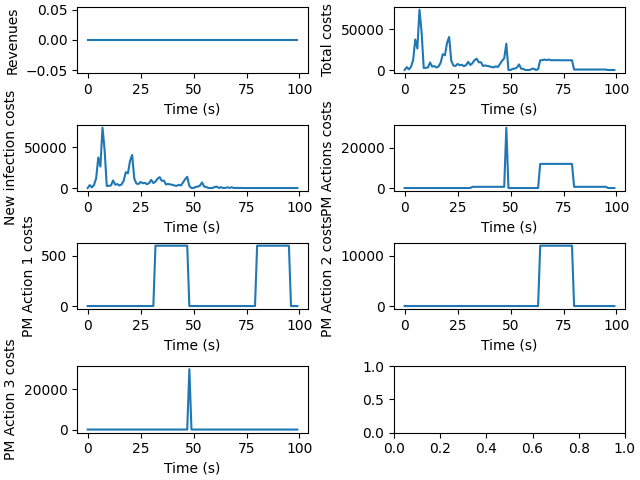 Revenues
0.05
0.00
−0.05
0 25 50 75 100
Time (s)
Total costs
50000
0
0 25 50 75 100
Time (s)
New infection costs
50000
0
0 25 50 75 100
Time (s)
PM Actions costs
20000
0
0 25 50 75 100
Time (s)
PM Action 1 costs
500
0
0 25 50 75 100
Time (s)
PM Action 2 costs
10000
0
0 25 50 75 100
Time (s)
PM Action 3 costs
20000
0
0 25 50 75 100
Time (s)
1.0
0.5
0.0
0.0 0.2 0.4 0.6 0.8 1.0